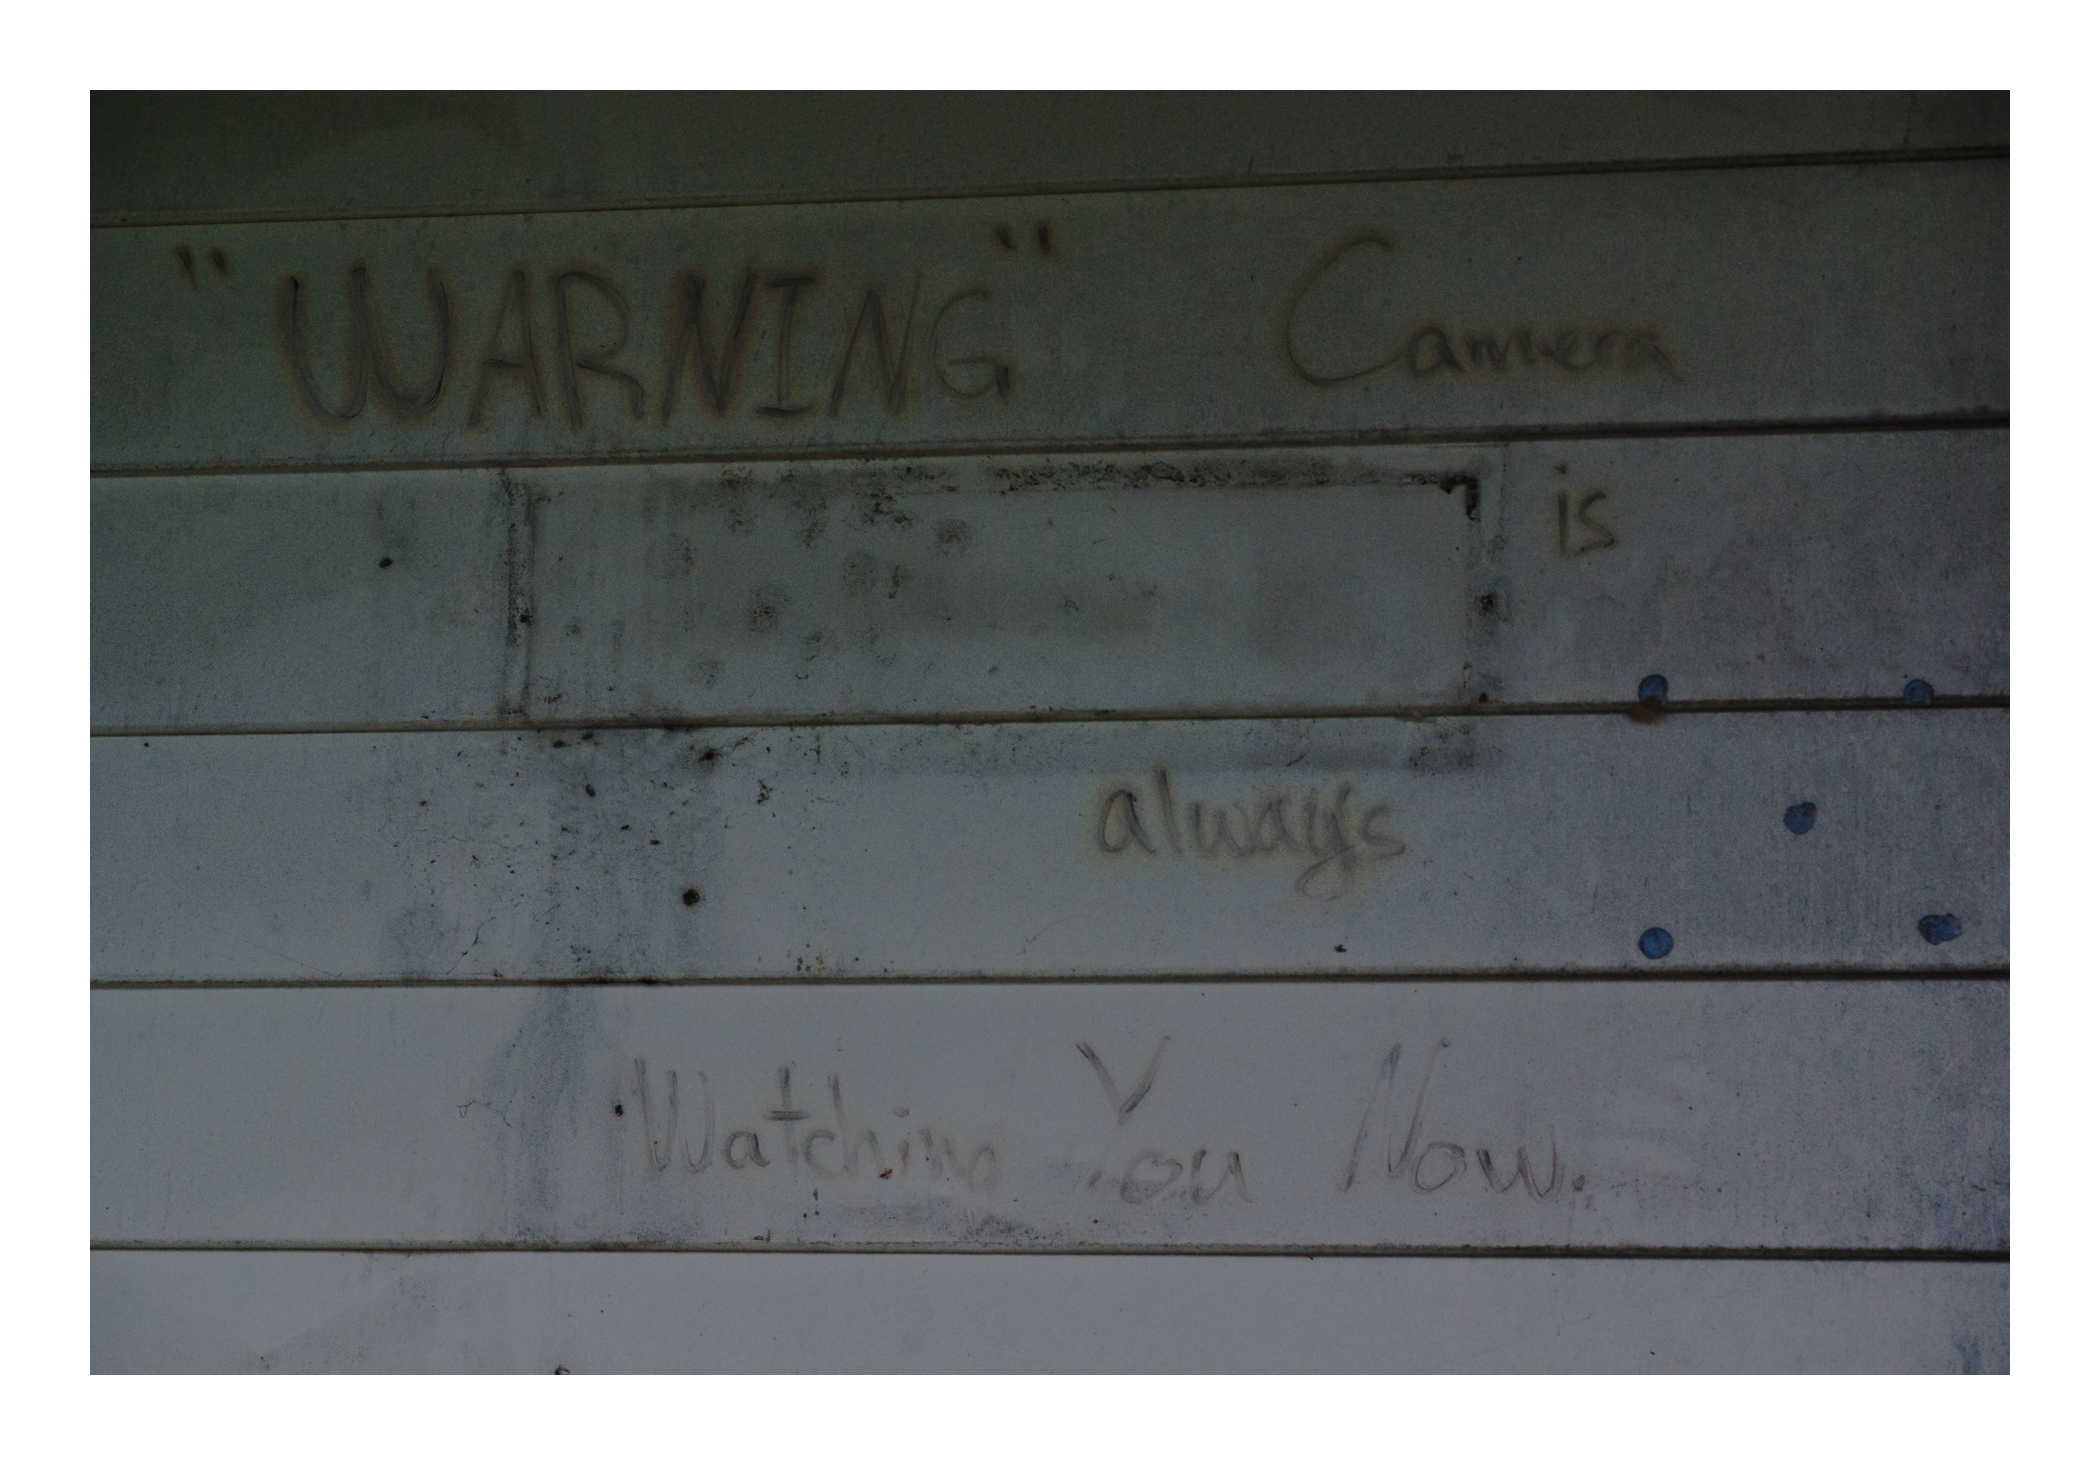 "WARNING" Camera
is
always
Watching You Now.